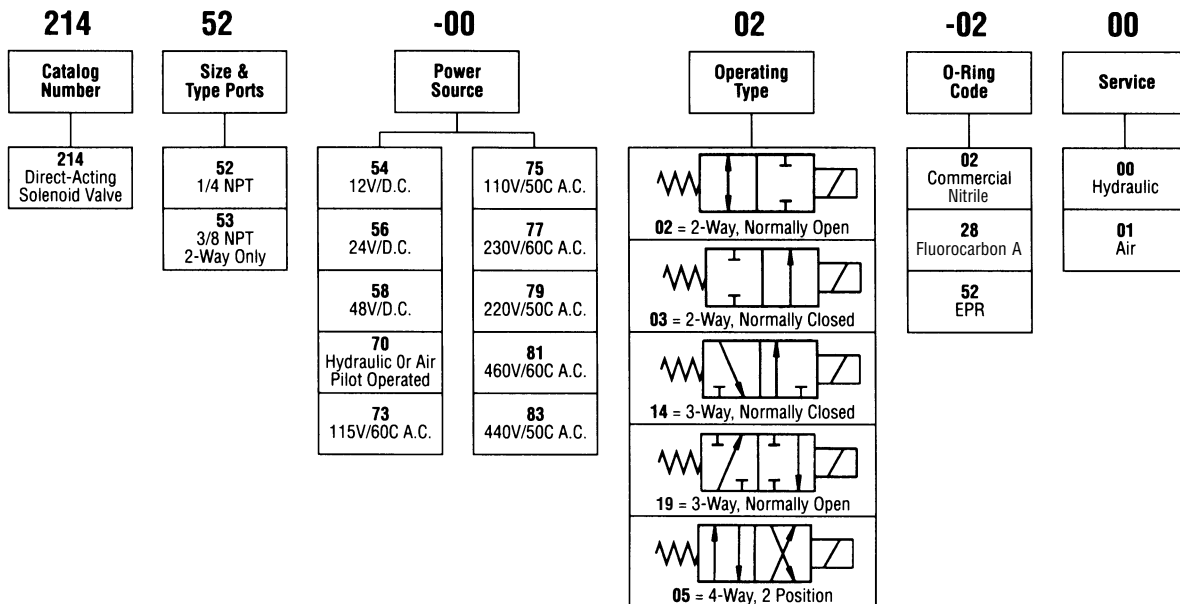 214 52 -00 02 -02 00
Catalog
Number
Size &
Type Ports
Power
Source
Operating
Type
O-Ring
Code
Service
214
Direct-Acting
Solenoid Valve
52
1/4 NPT
53
3/8 NPT
2-Way Only
54
12V/D.C.
56
24V/D.C.
58
48V/D.C.
70
Hydraulic Or Air
Pilot Operated
73
115V/60C A.C.
75
110V/50C A.C.
77
230V/60C A.C.
79
220V/50C A.C.
81
460V/60C A.C.
83
440V/50C A.C.
02 = 2-Way, Normally Open
03 = 2-Way, Normally Closed
14 = 3-Way, Normally Closed
19 = 3-Way, Normally Open
05 = 4-Way, 2 Position
02
Commercial
Nitrile
28
Fluorocarbon A
52
EPR
00
Hydraulic
01
Air